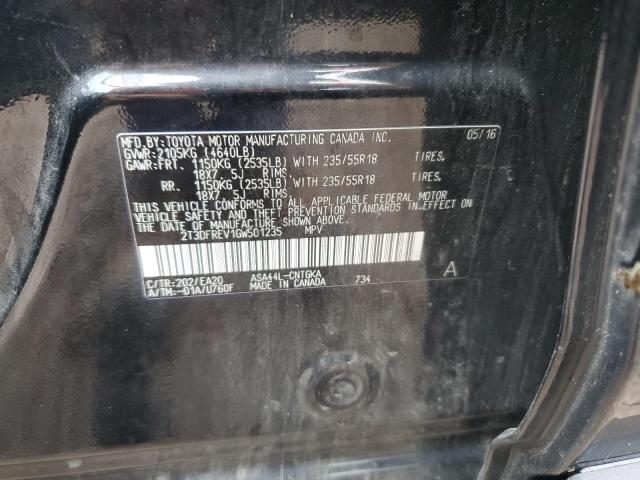 MFD.BY:TOYOTA MOTOR MANUFACTURING CANADA INC. 05/16
GVWR:2105KG (4640LB)
GAWR:FRT. 1150KG (2535LB) WITH 235/55R18 TIRES,
18X7 5J RIMS,
RR. 1150KG (2535LB) WITH 235/55R18 TIRES,
18X7 5J RIMS.
THIS VEHICLE CONFORMS TO ALL APPLICABLE FEDERAL MOTOR
VEHICLE SAFETY AND THEFT PREVENTION STANDARDS IN EFFECT ON
THE DATE OF MANUFACTURE SHOWN ABOVE.
2T3DFREV1GW501235 MPV
C/TR:202/EA20 ASA44L-CNTGKA A
A/TM:-01A/U760F MADE IN CANADA 734